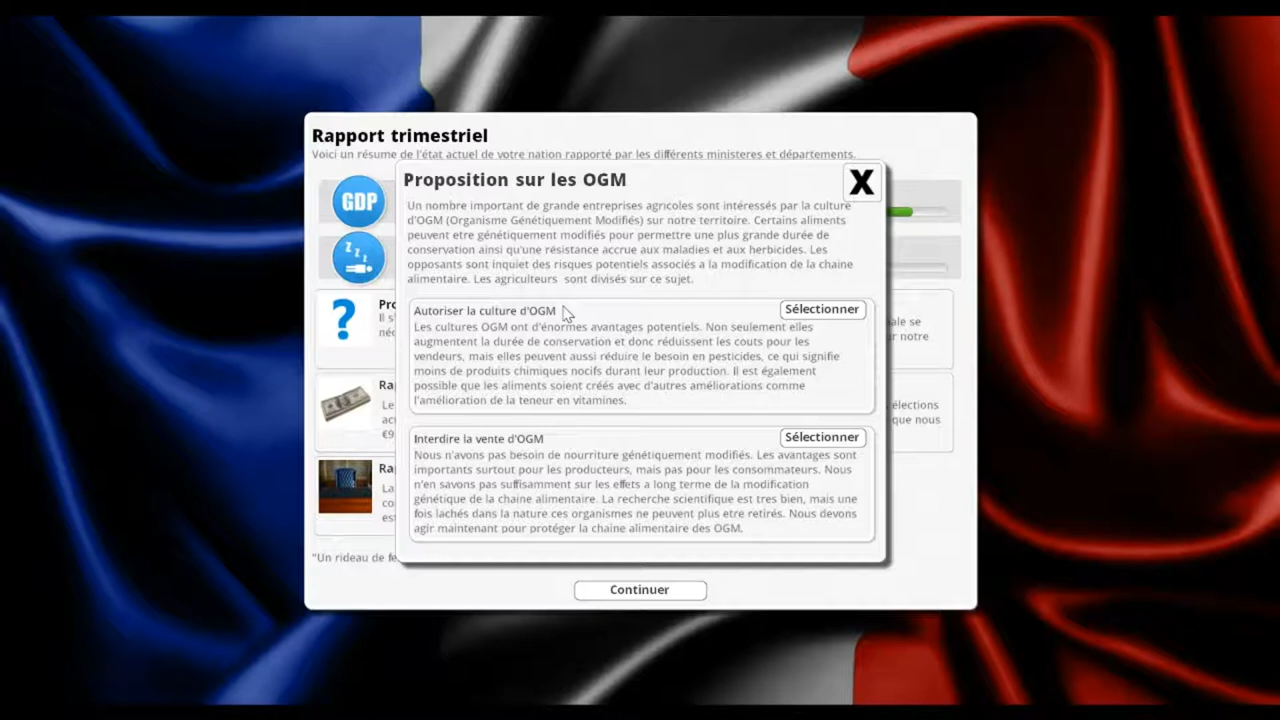 Rapport trimestriel
Voici un résume de l'état actuel de votre nation rapporté par les différents ministeres et départements.
Proposition sur les OGM
X
Un nombre important de grande entreprises agricoles sont intéressés par la culture
d'OGM (Organisme Génétiquement Modifiés) sur notre territoire. Certains aliments
peuvent etre génétiquement modifiés pour permettre une plus grande durée de
conservation ainsi qu'une résistance accrue aux maladies et aux herbicides. Les
opposants sont inquiet des risques potentiels associés a la modification de la chaine
alimentaire. Les agriculteurs sont divisés sur ce sujet.
GDP
z z z
Autoriser la culture d'OGM
Sélectionner
Les cultures OGM ont d'énormes avantages potentiels. Non seulement elles
augmentent la durée de conservation et donc réduissent les couts pour les
vendeurs, mais elles peuvent aussi réduire le besoin en pesticides, ce qui signifie
moins de produits chimiques nocifs durant leur production. Il est également
possible que les aliments soient créés avec d'autres améliorations comme
l'amélioration de la teneur en vitamines.
Interdire la vente d'OGM
Sélectionner
Nous n'avons pas besoin de nourriture génétiquement modifiés. Les avantages sont
importants surtout pour les producteurs, mais pas pour les consommateurs. Nous
n'en savons pas suffisamment sur les effets a long terme de la modification
génétique de la chaine alimentaire. La recherche scientifique est tres bien, mais une
fois lachés dans la nature ces organismes ne peuvent plus etre retirés. Nous devons
agir maintenant pour protéger la chaine alimentaire des OGM.
?
Pro
Il s'
néc
ale se
r notre
Ra
Le
ac
€9
élections
que nous
Ra
La
co
est
"Un rideau de fe
Continuer